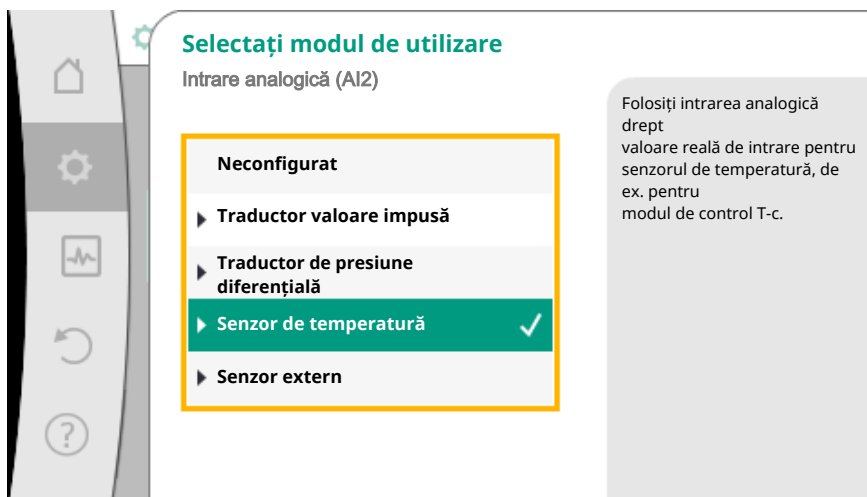 Selectați modul de utilizare
Intrare analogică (AI2)
Neconfigurat
Traductor valoare impusă
Traductor de presiune
diferențială
Senzor de temperatură
Senzor extern
Folosiți intrarea analogică
drept
valoare reală de intrare pentru
senzorul de temperatură, de
ex. pentru
modul de control T-c.
?